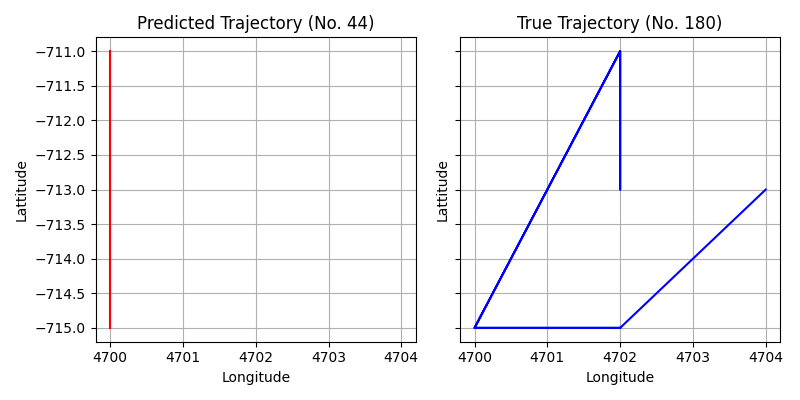 Predicted Trajectory (No. 44)
True Trajectory (No. 180)
Lattitude
−711.0
−711.5
−712.0
−712.5
−713.0
−713.5
−714.0
−714.5
−715.0
4700 4701 4702 4703 4704
Longitude
Lattitude
4700 4701 4702 4703 4704
Longitude